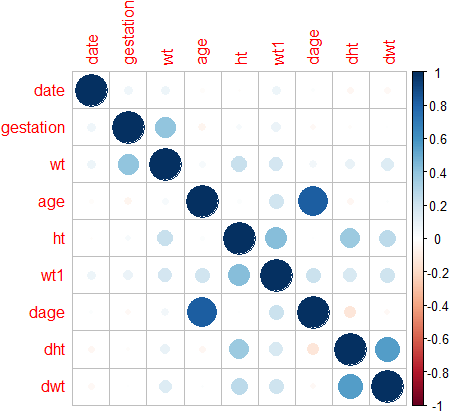 date gestation wt age ht wt1 dage dht dwt
date
gestation
wt
age
ht
wt1
dage
dht
dwt
1
0.8
0.6
0.4
0.2
0
-0.2
-0.4
-0.6
-0.8
-1